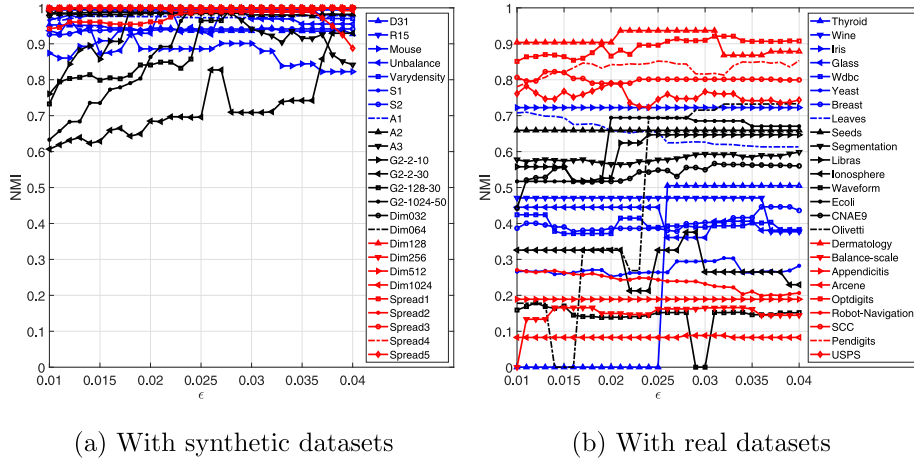 NMI
1
0.9
0.8
0.7
0.6
0.5
0.4
0.3
0.2
0.1
0
0.01 0.015 0.02 0.025 0.03 0.035 0.04
ϵ
D31
R15
Mouse
Unbalance
Varydensity
S1
S2
A1
A2
A3
G2-2-10
G2-2-30
G2-128-30
G2-1024-50
Dim032
Dim064
Dim128
Dim256
Dim512
Dim1024
Spread1
Spread2
Spread3
Spread4
Spread5
(a) With synthetic datasets
NMI
1
0.9
0.8
0.7
0.6
0.5
0.4
0.3
0.2
0.1
0
0.01 0.015 0.02 0.025 0.03 0.035 0.04
ϵ
Thyroid
Wine
Iris
Glass
Wdbc
Yeast
Breast
Leaves
Seeds
Segmentation
Libras
Ionosphere
Waveform
Ecoli
CNAE9
Olivetti
Dermatology
Balance-scale
Appendicitis
Arcene
Optdigits
Robot-Navigation
SCC
Pendigits
USPS
(b) With real datasets